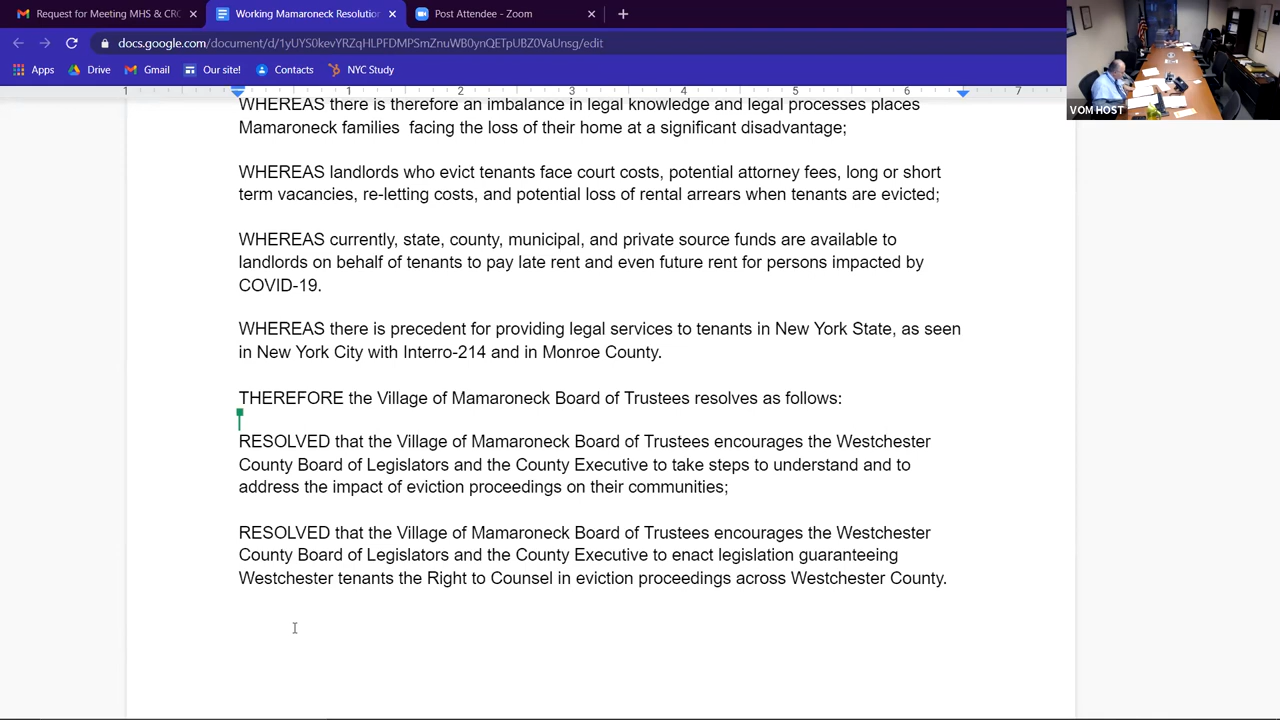 Request for Meeting MHS & CRC
Working Mamaroneck Resolution
Post Attendee - Zoom
docs.google.com/document/d/1yUYS0kevYRZqHLPFDMPSmZnuWB0ynQETpUBZ0VaUnsg/edit
Apps
Drive
Gmail
Our site!
Contacts
NYC Study
VOM HOST
1 1 2 3 4 5 6 7
WHEREAS there is therefore an imbalance in legal knowledge and legal processes places
Mamaroneck families  facing the loss of their home at a significant disadvantage;
WHEREAS landlords who evict tenants face court costs, potential attorney fees, long or short
term vacancies, re-letting costs, and potential loss of rental arrears when tenants are evicted;
WHEREAS currently, state, county, municipal, and private source funds are available to
landlords on behalf of tenants to pay late rent and even future rent for persons impacted by
COVID-19.
WHEREAS there is precedent for providing legal services to tenants in New York State, as seen
in New York City with Interro-214 and in Monroe County.
THEREFORE the Village of Mamaroneck Board of Trustees resolves as follows:
RESOLVED that the Village of Mamaroneck Board of Trustees encourages the Westchester
County Board of Legislators and the County Executive to take steps to understand and to
address the impact of eviction proceedings on their communities;
RESOLVED that the Village of Mamaroneck Board of Trustees encourages the Westchester
County Board of Legislators and the County Executive to enact legislation guaranteeing
Westchester tenants the Right to Counsel in eviction proceedings across Westchester County.